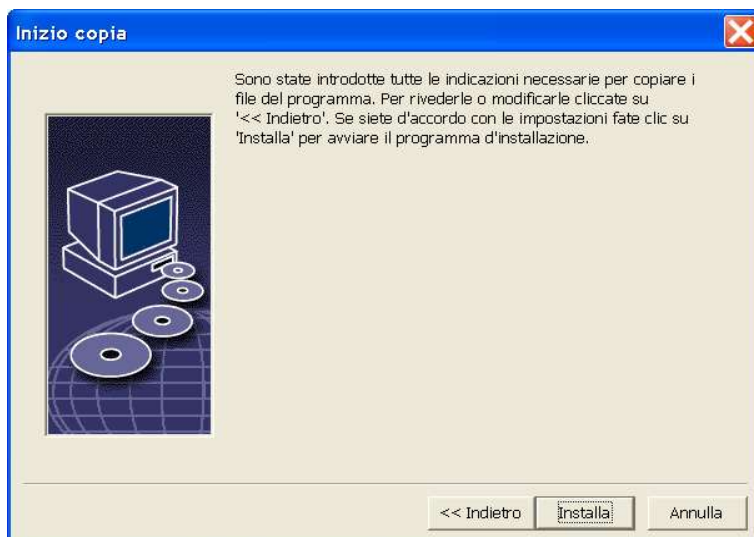 Inizio copia
Sono state introdotte tutte le indicazioni necessarie per copiare i
file del programma. Per rivederle o modificarle cliccate su
'<< Indietro'. Se siete d'accordo con le impostazioni fate clic su
'Installa' per avviare il programma d'installazione.
<< Indietro Installa Annulla